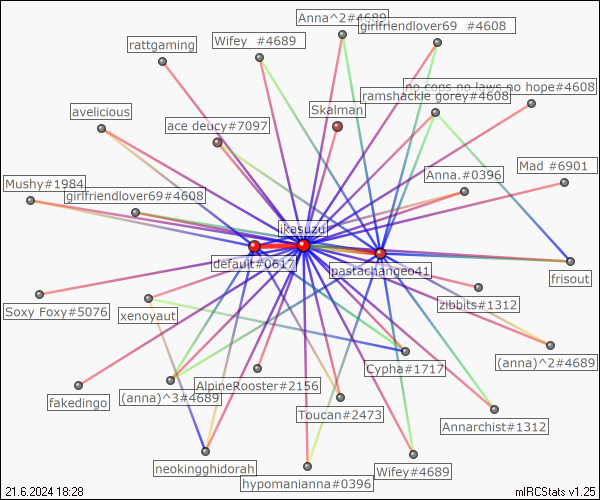 Anna^2#4689
girlfriendlover69 #4608
Wifey #4689
rattgaming
no cops no laws no hope#4608
ramshackle gorey#4608
avelicious
Skalman
ace deucy#7097
Mad #6901
Anna.#0396
Mushy#1984
girlfriendlover69#4608
ikasuzu
default#0617
pastachangeo41
frisout
zibbits#1312
Soxy Foxy#5076
xenoyaut
(anna)^2#4689
Cypha#1717
AlpineRooster#2156
fakedingo
(anna)^3#4689
Toucan#2473
Annarchist#1312
neokingghidorah
Wifey#4689
hypomanianna#0396
21.6.2024 18:28
mIRCStats v1.25